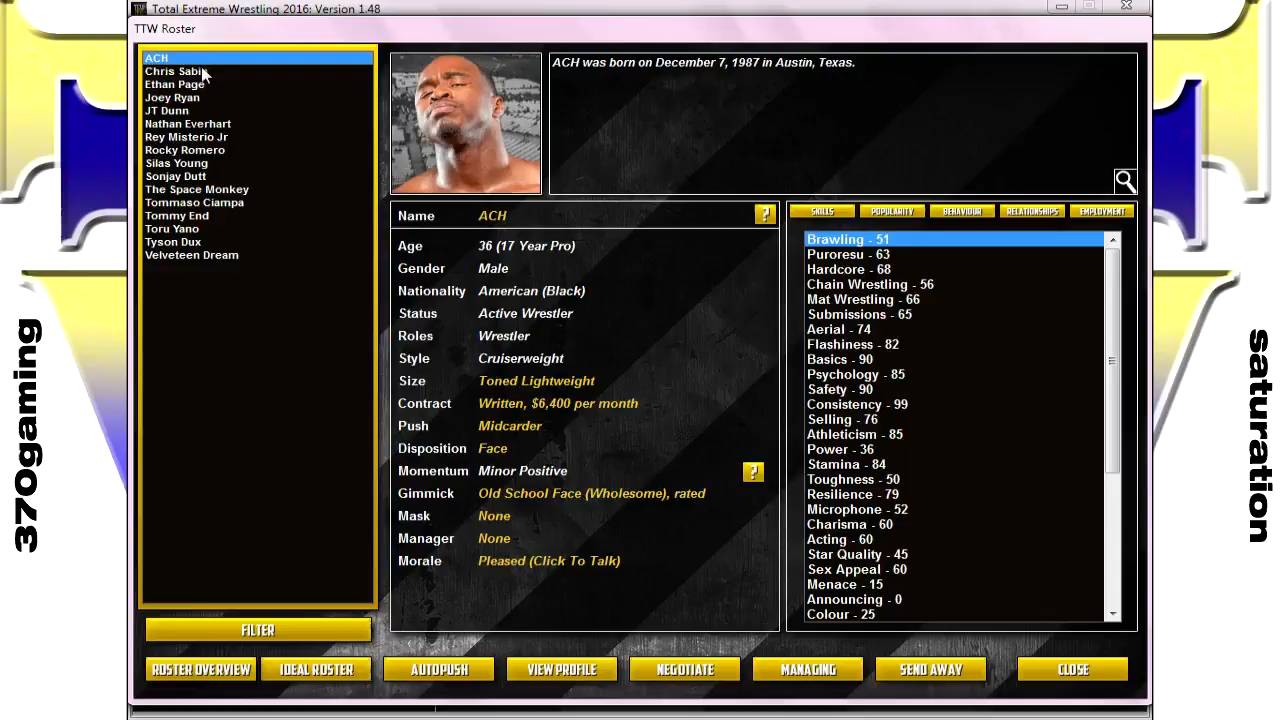 Total Extreme Wrestling 2016: Version 1.48
TTW Roster
ACH
Chris Sabin
Ethan Page
Joey Ryan
JT Dunn
Nathan Everhart
Rey Misterio Jr
Rocky Romero
Silas Young
Sonjay Dutt
The Space Monkey
Tommaso Ciampa
Tommy End
Toru Yano
Tyson Dux
Velveteen Dream
FILTER
ROSTER OVERVIEW
IDEAL ROSTER
ACH was born on December 7, 1987 in Austin, Texas.
Name ACH ?
Age 36 (17 Year Pro)
Gender Male
Nationality American (Black)
Status Active Wrestler
Roles Wrestler
Style Cruiserweight
Size Toned Lightweight
Contract Written, $6,400 per month
Push Midcarder
Disposition Face
Momentum Minor Positive ?
Gimmick Old School Face (Wholesome), rated
Mask None
Manager None
Morale Pleased (Click To Talk)
SKILLS POPULARITY BEHAVIOUR RELATIONSHIPS EMPLOYMENT
Brawling - 51
Puroresu - 63
Hardcore - 68
Chain Wrestling - 56
Mat Wrestling - 66
Submissions - 65
Aerial - 74
Flashiness - 82
Basics - 90
Psychology - 85
Safety - 90
Consistency - 99
Selling - 76
Athleticism - 85
Power - 36
Stamina - 84
Toughness - 50
Resilience - 79
Microphone - 52
Charisma - 60
Acting - 60
Star Quality - 45
Sex Appeal - 60
Menace - 15
Announcing - 0
Colour - 25
AUTOPUSH
VIEW PROFILE
NEGOTIATE
MANAGING
SEND AWAY
CLOSE
370gaming
saturation